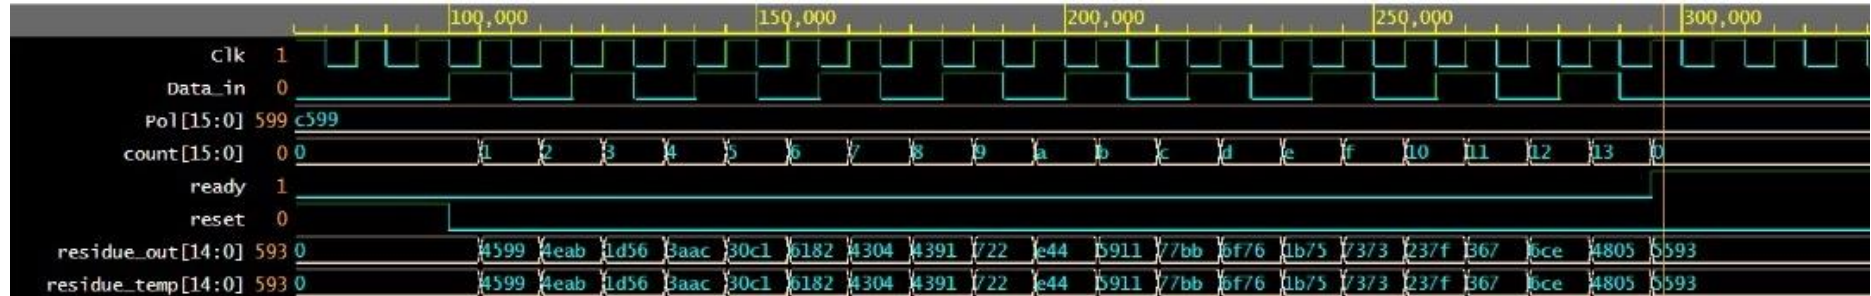 100,000 150,000 200,000 250,000 300,000
Clk 1
Data_in 0
Pol[15:0] 599 c599
count[15:0] 0 0 1 2 3 4 5 6 7 8 9 a b c d e f 10 11 12 13 0
ready 1
reset 0
residue_out[14:0] 593 0 4599 4eab 1d56 3aac 30c1 6182 4304 4391 722 e44 5911 77bb 6f76 1b75 7373 237f 367 6ce 4805 5593
residue_temp[14:0] 593 0 4599 4eab 1d56 3aac 30c1 6182 4304 4391 722 e44 5911 77bb 6f76 1b75 7373 237f 367 6ce 4805 5593